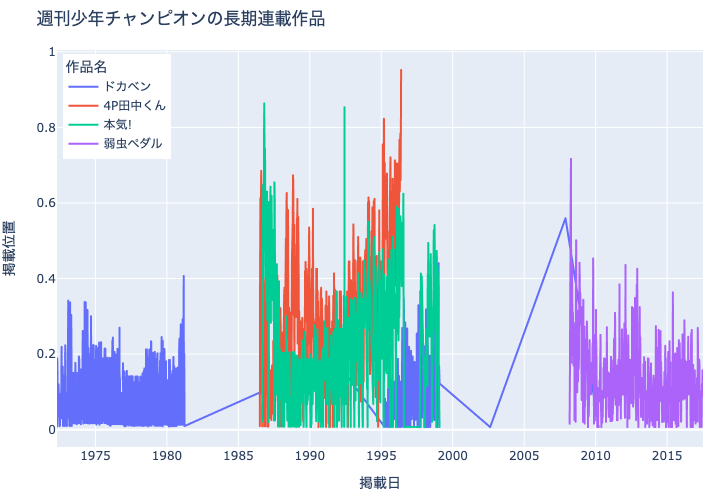 週刊少年チャンピオンの長期連載作品
1
作品名
ドカベン
4P田中くん
本気!
弱虫ペダル
0.8
0.6
0.4
0.2
0
掲載位置
1975
1980
1985
1990
1995
2000
2005
2010
2015
掲載日